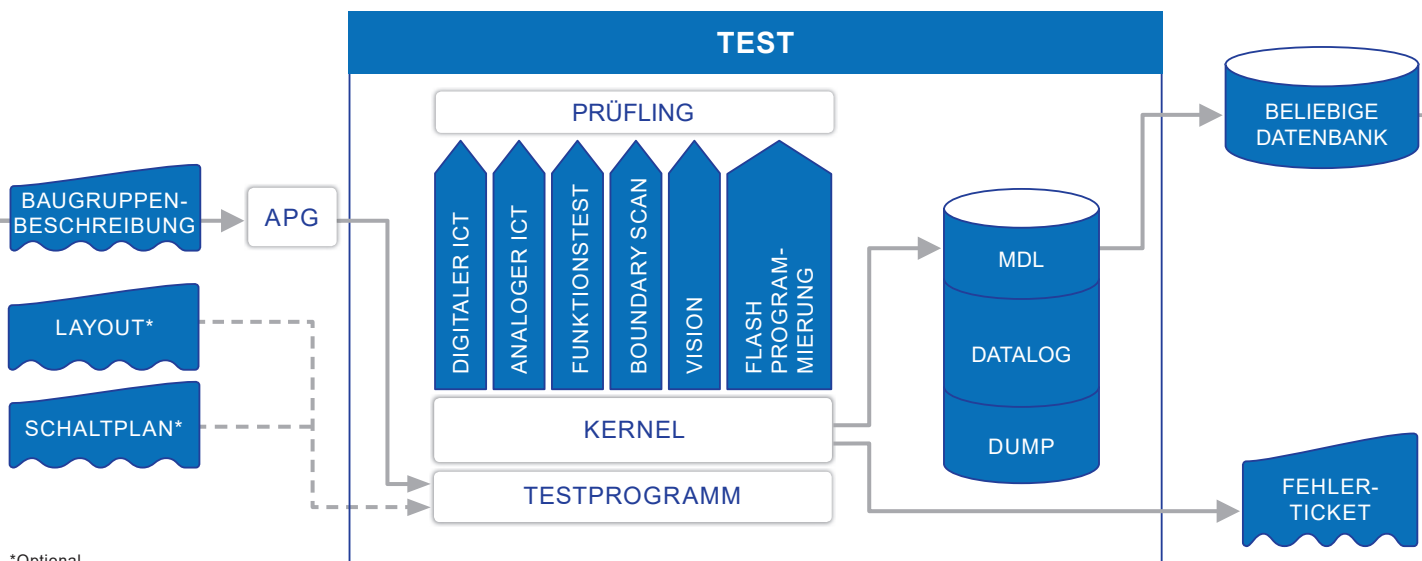 TEST
PRÜFLING
BELIEBIGE
DATENBANK
BAUGRUPPEN-
BESCHREIBUNG
APG
DIGITALER ICT
ANALOGER ICT
FUNKTIONSTEST
BOUNDARY SCAN
VISION
FLASH
PROGRAM-
MIERUNG
MDL
LAYOUT*
DATALOG
SCHALTPLAN*
KERNEL
DUMP
TESTPROGRAMM
FEHLER-
TICKET
*Optional